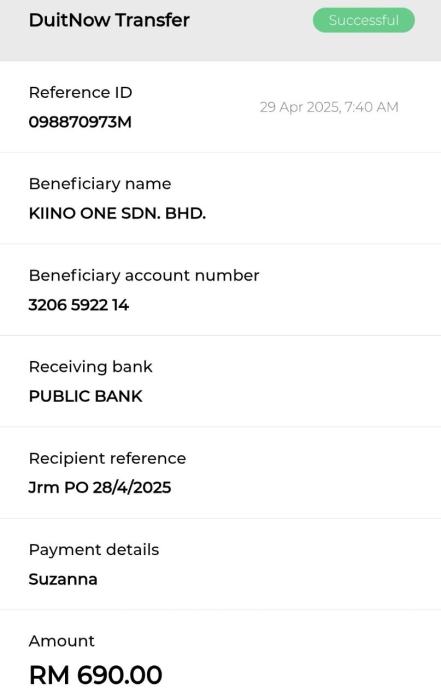 DuitNow Transfer
Successful
Reference ID
29 Apr 2025, 7:40 AM
098870973M
Beneficiary name
KIINO ONE SDN. BHD.
Beneficiary account number
3206 5922 14
Receiving bank
PUBLIC BANK
Recipient reference
Jrm PO 28/4/2025
Payment details
Suzanna
Amount
RM 690.00